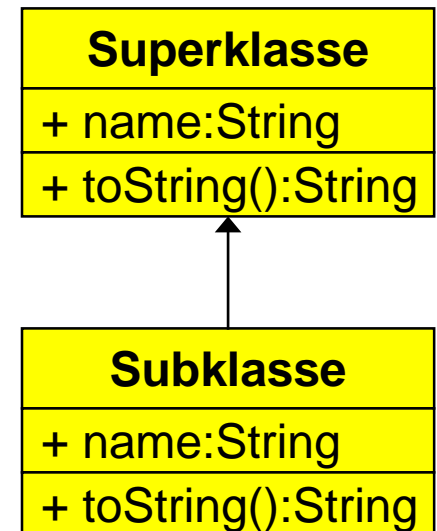 Superklasse
+ name:String
+ toString():String
Subklasse
+ name:String
+ toString():String